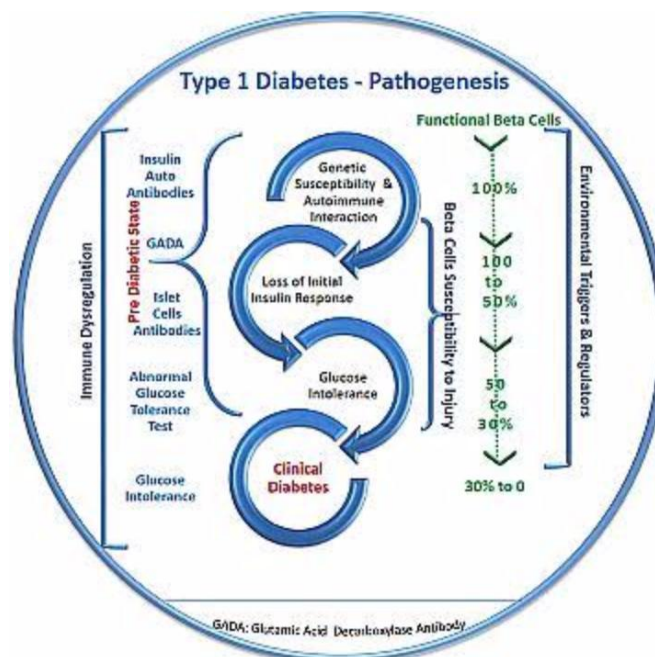 Type 1 Diabetes - Pathogenesis
Functional Beta Cells
Immune Dysregulation
Pre Diabetic State
Insulin
Auto
Antibodies
GADA
Islet
Cells
Antibodies
Abnormal
Glucose
Tolerance
Test
Glucose
Intolerance
Genetic
Susceptibility &
Autoimmune
Interaction
Loss of Initial
Insulin Response
Glucose
Intolerance
Clinical
Diabetes
Beta Cells Susceptibility to Injury
100%
100
to
50%
50
to
30%
30% to 0
Environmental Triggers & Regulators
GADA: Glutamic Acid Decarboxylase Antibody